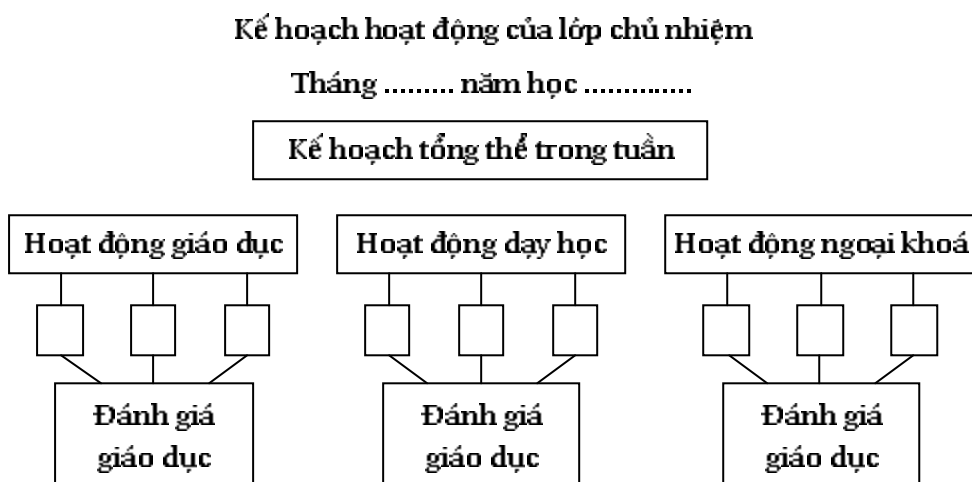 Kế hoạch hoạt động của lớp chủ nhiệm
Tháng ......... năm học ..............
Kế hoạch tổng thể trong tuần
Hoạt động giáo dục
Hoạt động dạy học
Hoạt động ngoại khoá
Đánh giá
giáo dục
Đánh giá
giáo dục
Đánh giá
giáo dục